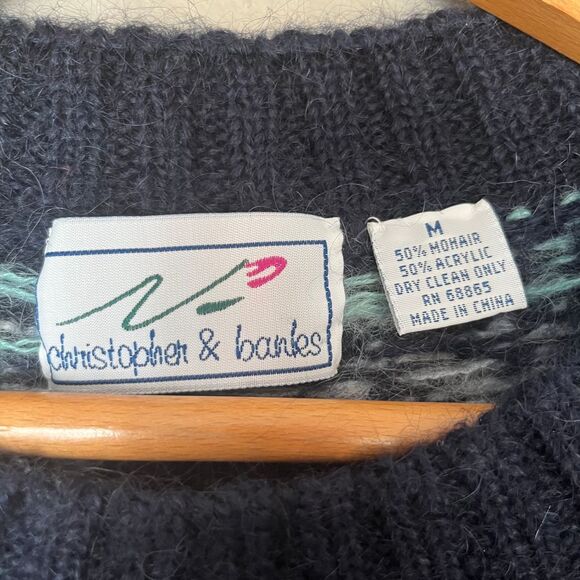 christopher & banks
M
50% MOHAIR
50% ACRYLIC
DRY CLEAN ONLY
RN 68865
MADE IN CHINA